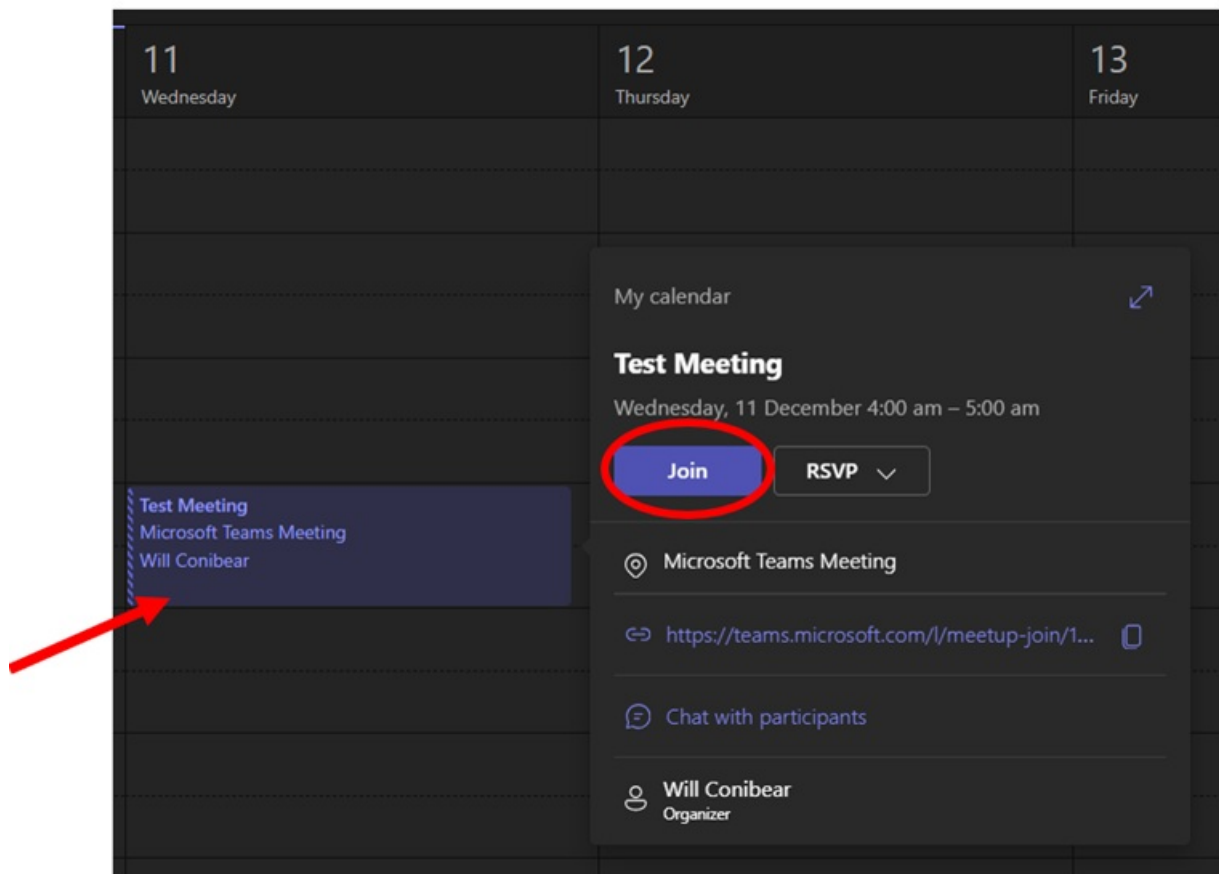 11
Wednesday
12
Thursday
13
Friday
My calendar
Test Meeting
Wednesday, 11 December 4:00 am – 5:00 am
Join
RSVP
Test Meeting
Microsoft Teams Meeting
Will Conibear
Microsoft Teams Meeting
https://teams.microsoft.com/l/meetup-join/1...
Chat with participants
Will Conibear
Organizer